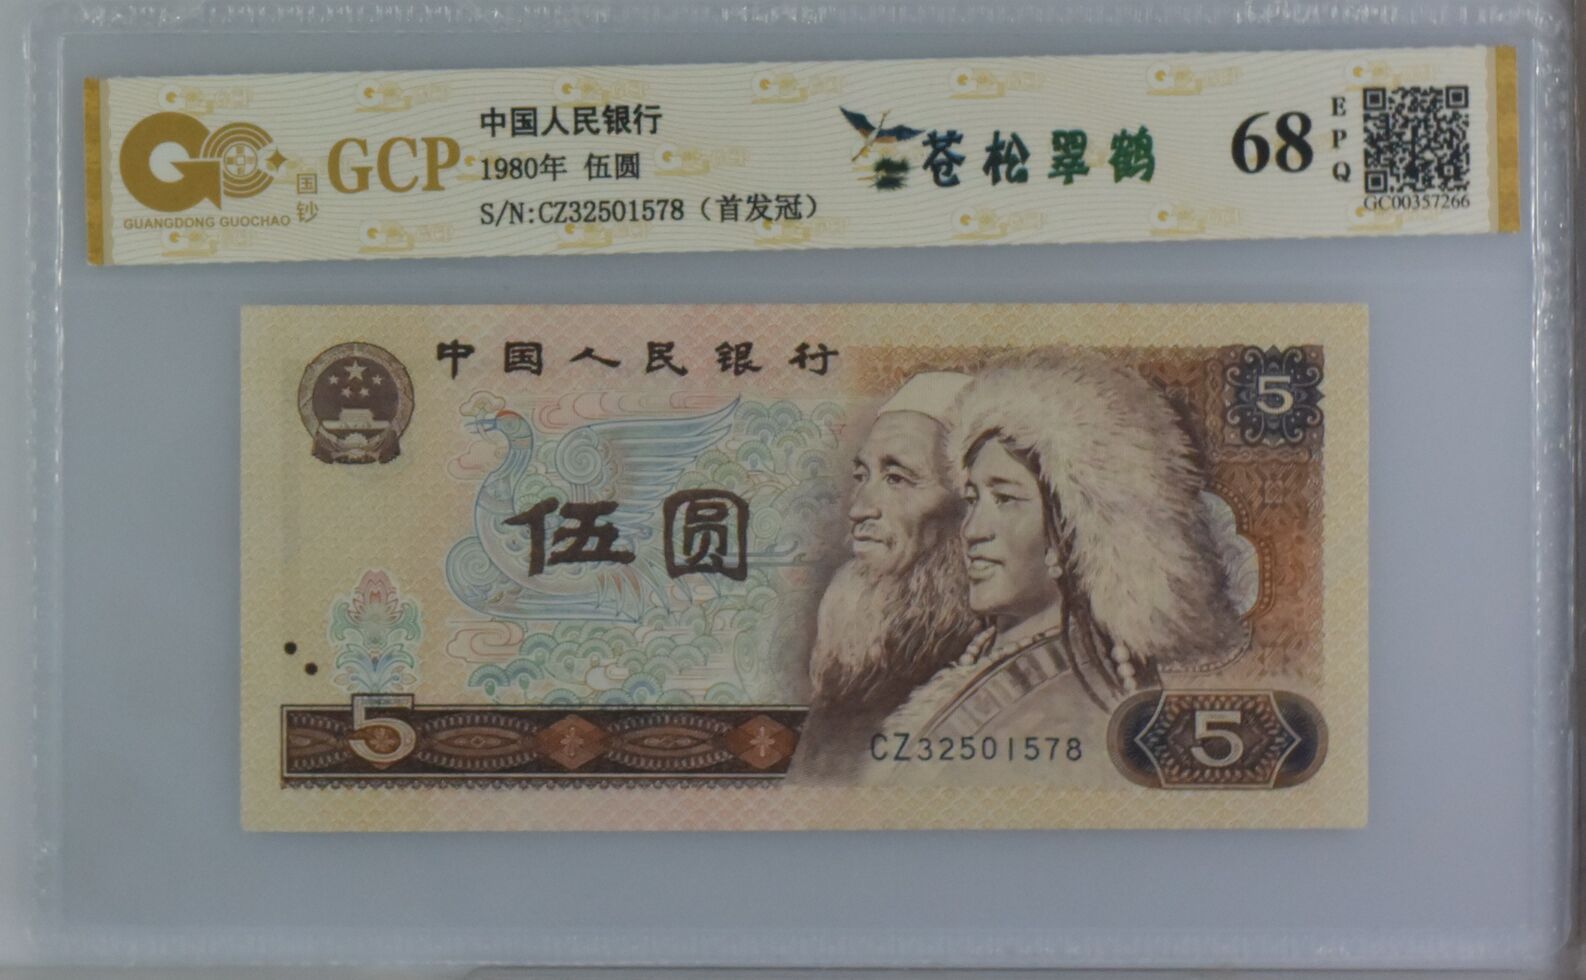 国钞
GUANGDONG GUOCHAO
GCP
中国人民银行
1980年 伍圆
S/N:CZ32501578（首发冠）
苍松翠鹤
68
EPQ
GC00357266
中国人民银行
5
伍圆
5
CZ32501578
5